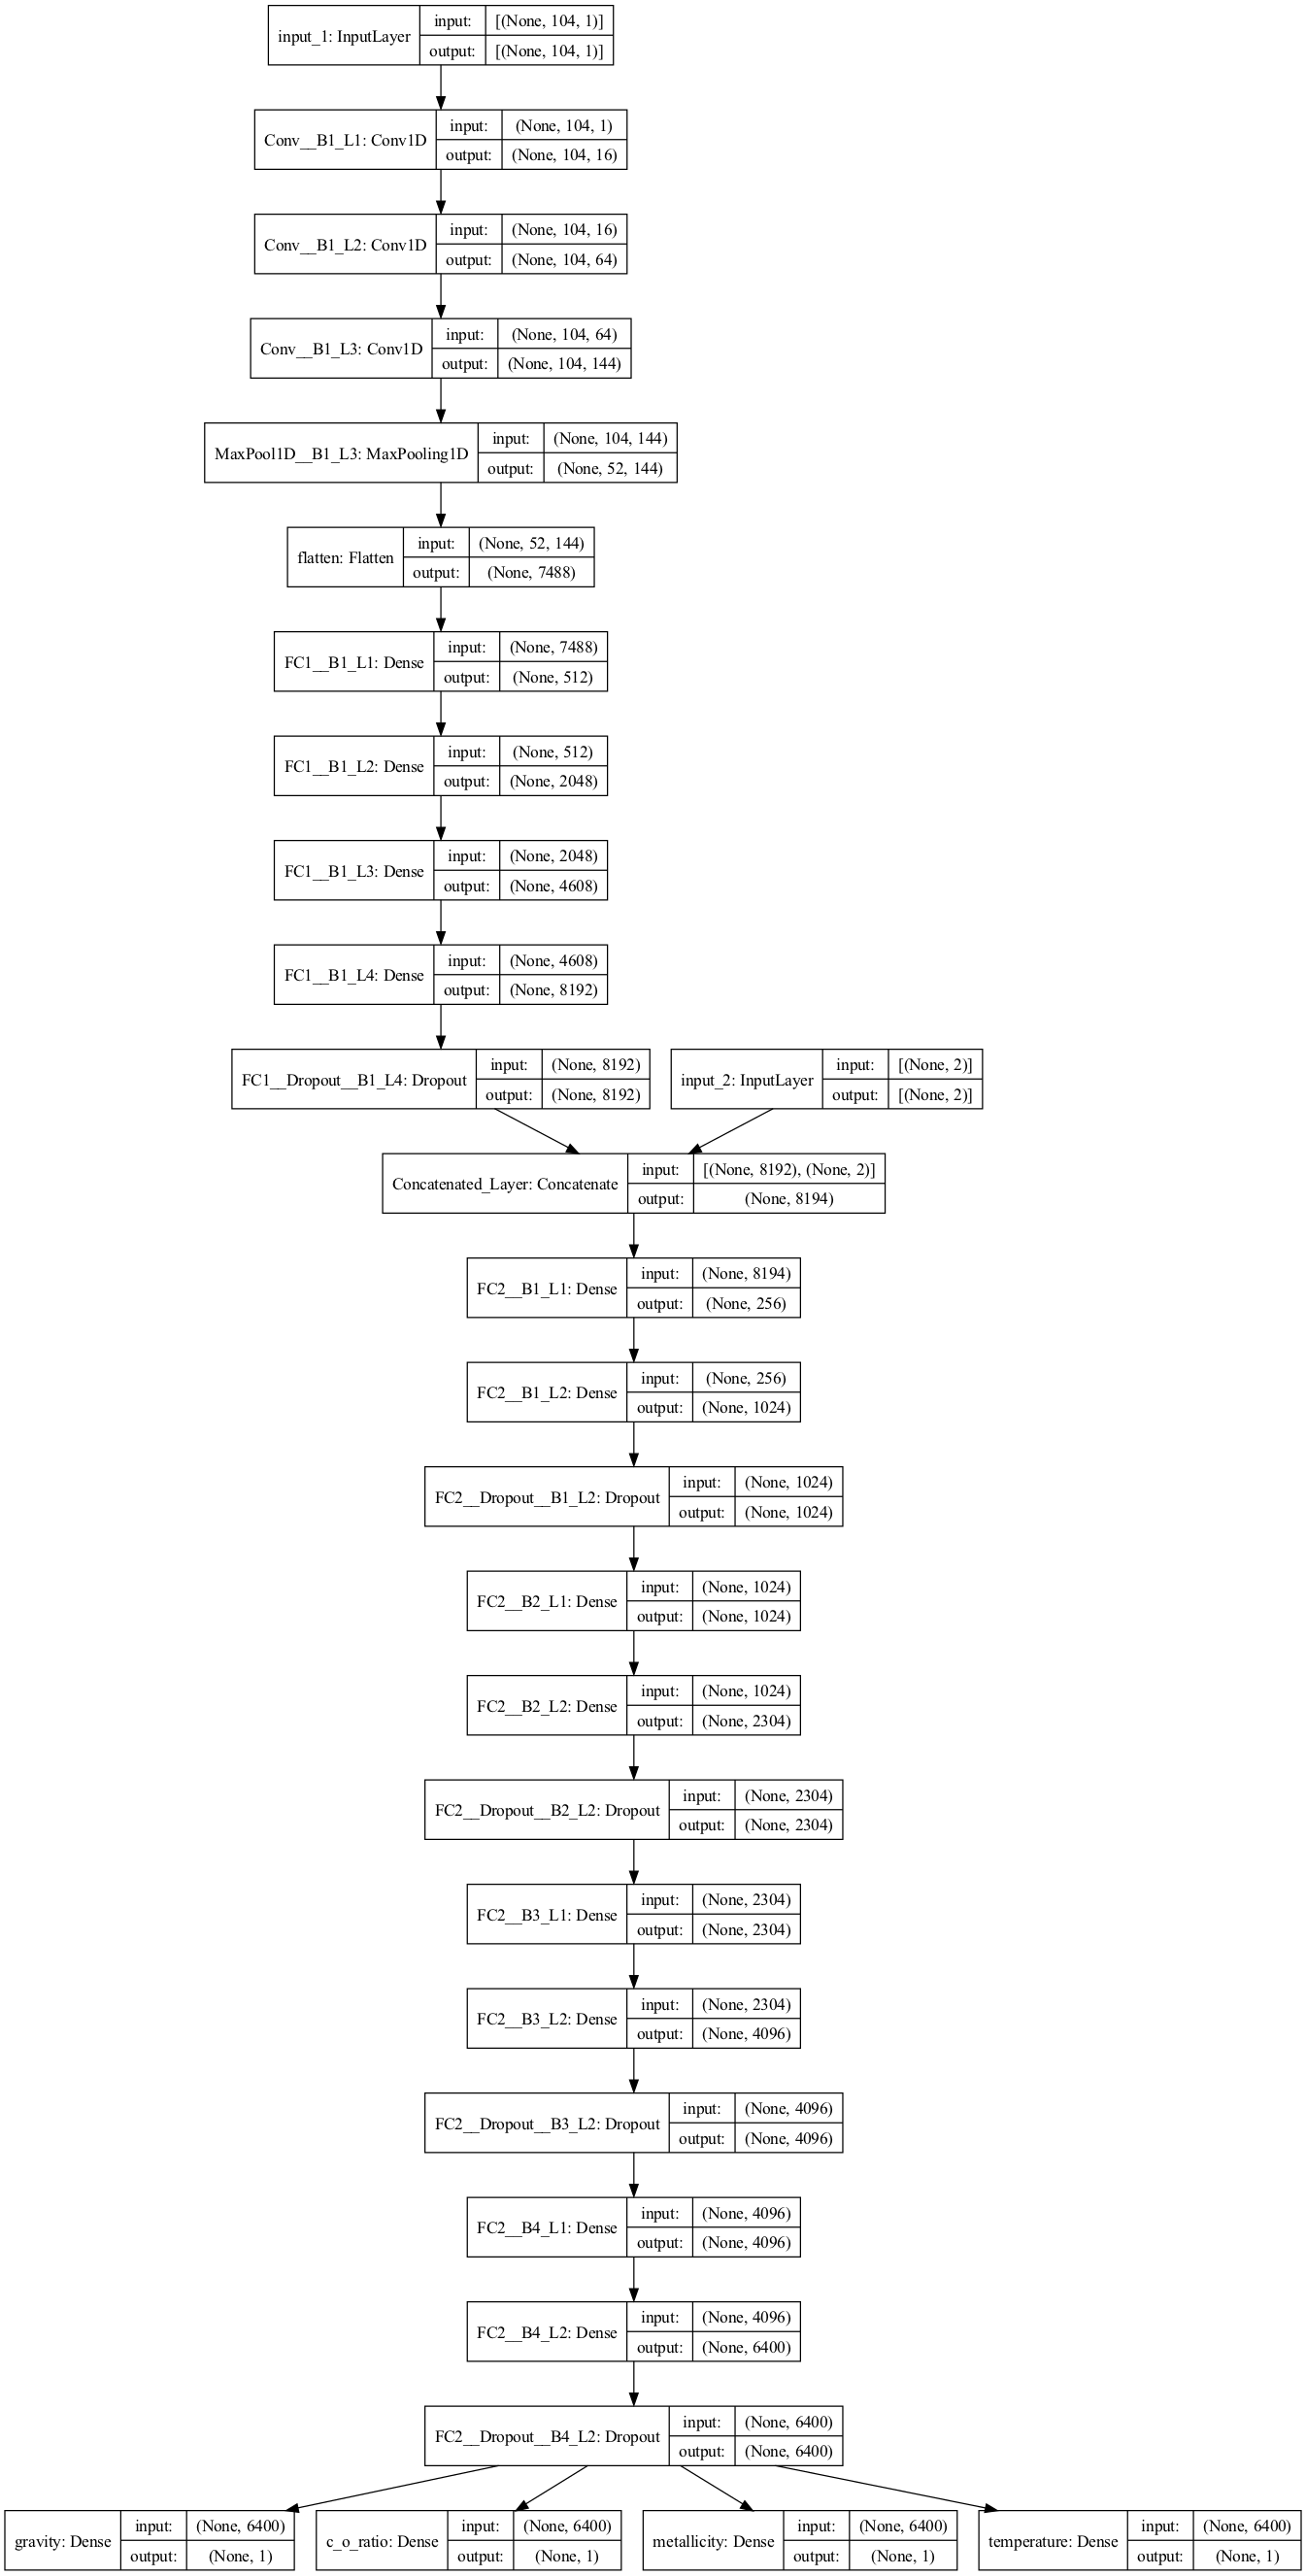 input_1: InputLayer
input: [(None, 104, 1)]
output: [(None, 104, 1)]
Conv__B1_L1: Conv1D
input: (None, 104, 1)
output: (None, 104, 16)
Conv__B1_L2: Conv1D
input: (None, 104, 16)
output: (None, 104, 64)
Conv__B1_L3: Conv1D
input: (None, 104, 64)
output: (None, 104, 144)
MaxPool1D__B1_L3: MaxPooling1D
input: (None, 104, 144)
output: (None, 52, 144)
flatten: Flatten
input: (None, 52, 144)
output: (None, 7488)
FC1__B1_L1: Dense
input: (None, 7488)
output: (None, 512)
FC1__B1_L2: Dense
input: (None, 512)
output: (None, 2048)
FC1__B1_L3: Dense
input: (None, 2048)
output: (None, 4608)
FC1__B1_L4: Dense
input: (None, 4608)
output: (None, 8192)
FC1__Dropout__B1_L4: Dropout
input: (None, 8192)
output: (None, 8192)
input_2: InputLayer
input: [(None, 2)]
output: [(None, 2)]
Concatenated_Layer: Concatenate
input: [(None, 8192), (None, 2)]
output: (None, 8194)
FC2__B1_L1: Dense
input: (None, 8194)
output: (None, 256)
FC2__B1_L2: Dense
input: (None, 256)
output: (None, 1024)
FC2__Dropout__B1_L2: Dropout
input: (None, 1024)
output: (None, 1024)
FC2__B2_L1: Dense
input: (None, 1024)
output: (None, 1024)
FC2__B2_L2: Dense
input: (None, 1024)
output: (None, 2304)
FC2__Dropout__B2_L2: Dropout
input: (None, 2304)
output: (None, 2304)
FC2__B3_L1: Dense
input: (None, 2304)
output: (None, 2304)
FC2__B3_L2: Dense
input: (None, 2304)
output: (None, 4096)
FC2__Dropout__B3_L2: Dropout
input: (None, 4096)
output: (None, 4096)
FC2__B4_L1: Dense
input: (None, 4096)
output: (None, 4096)
FC2__B4_L2: Dense
input: (None, 4096)
output: (None, 6400)
FC2__Dropout__B4_L2: Dropout
input: (None, 6400)
output: (None, 6400)
gravity: Dense
input: (None, 6400)
output: (None, 1)
c_o_ratio: Dense
input: (None, 6400)
output: (None, 1)
metallicity: Dense
input: (None, 6400)
output: (None, 1)
temperature: Dense
input: (None, 6400)
output: (None, 1)